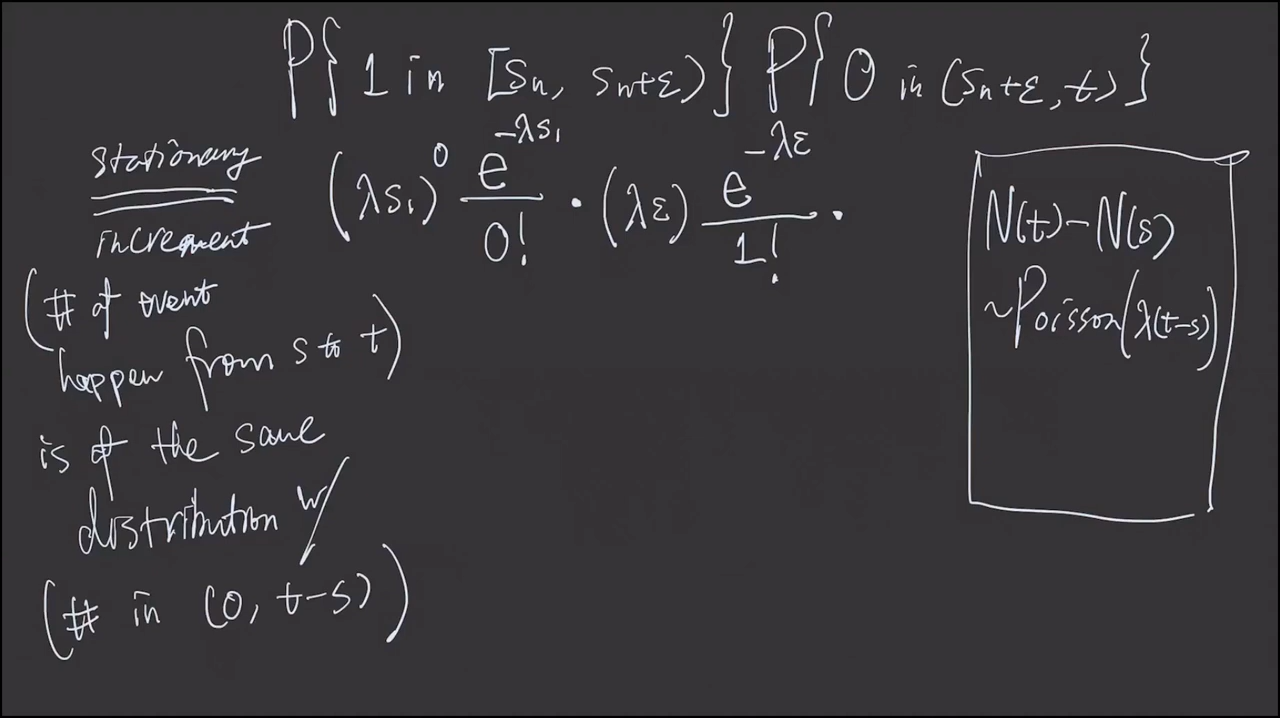 P{1 in [Sn, Sn+ε)} P{0 in (Sn+ε, t)}
(λS₁)⁰ e^{-λS₁}/0! · (λε) e^{-λε}/1! ·
stationary
increment
(# of event
happen from s to t)
is of the same
distribution w/
(# in (0, t-s))
N(t)-N(s)
~Poisson(λ(t-s))